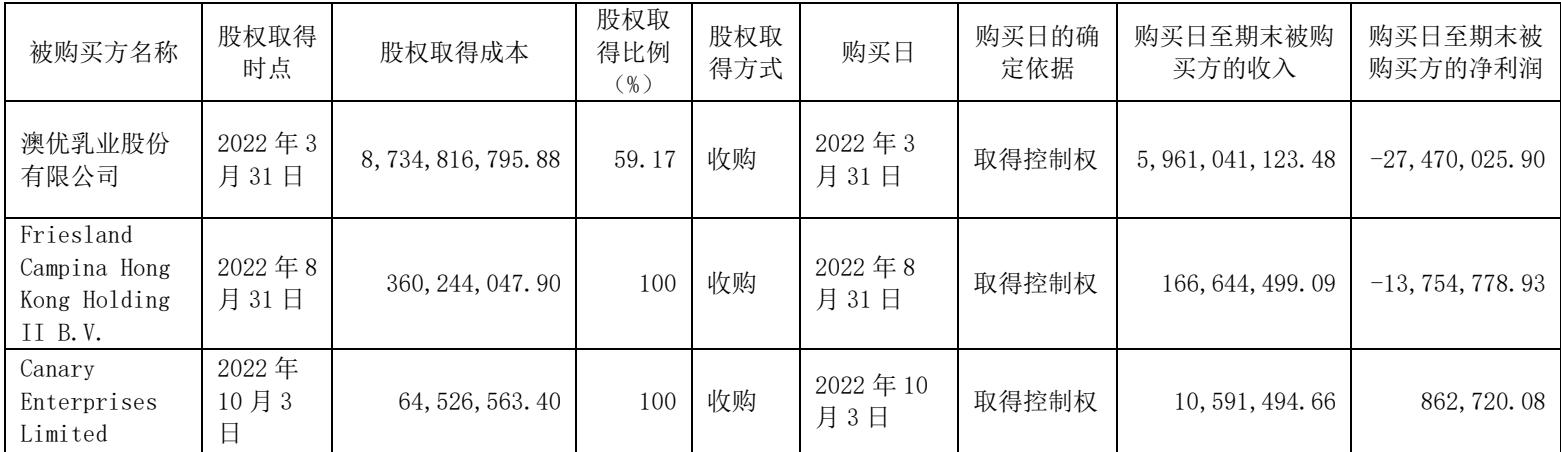 被购买方名称
股权取得
时点
股权取得成本
股权取
得比例
(%)
股权取
得方式
购买日
购买日的确
定依据
购买日至期末被购
买方的收入
购买日至期末被
购买方的净利润
澳优乳业股份
有限公司
2022 年 3
月 31 日
8,734,816,795.88
59.17
收购
2022 年 3
月 31 日
取得控制权
5,961,041,123.48
-27,470,025.90
Friesland
Campina Hong
Kong Holding
II B.V.
2022 年 8
月 31 日
360,244,047.90
100
收购
2022 年 8
月 31 日
取得控制权
166,644,499.09
-13,754,778.93
Canary
Enterprises
Limited
2022 年
10 月 3
日
64,526,563.40
100
收购
2022 年 10
月 3 日
取得控制权
10,591,494.66
862,720.08